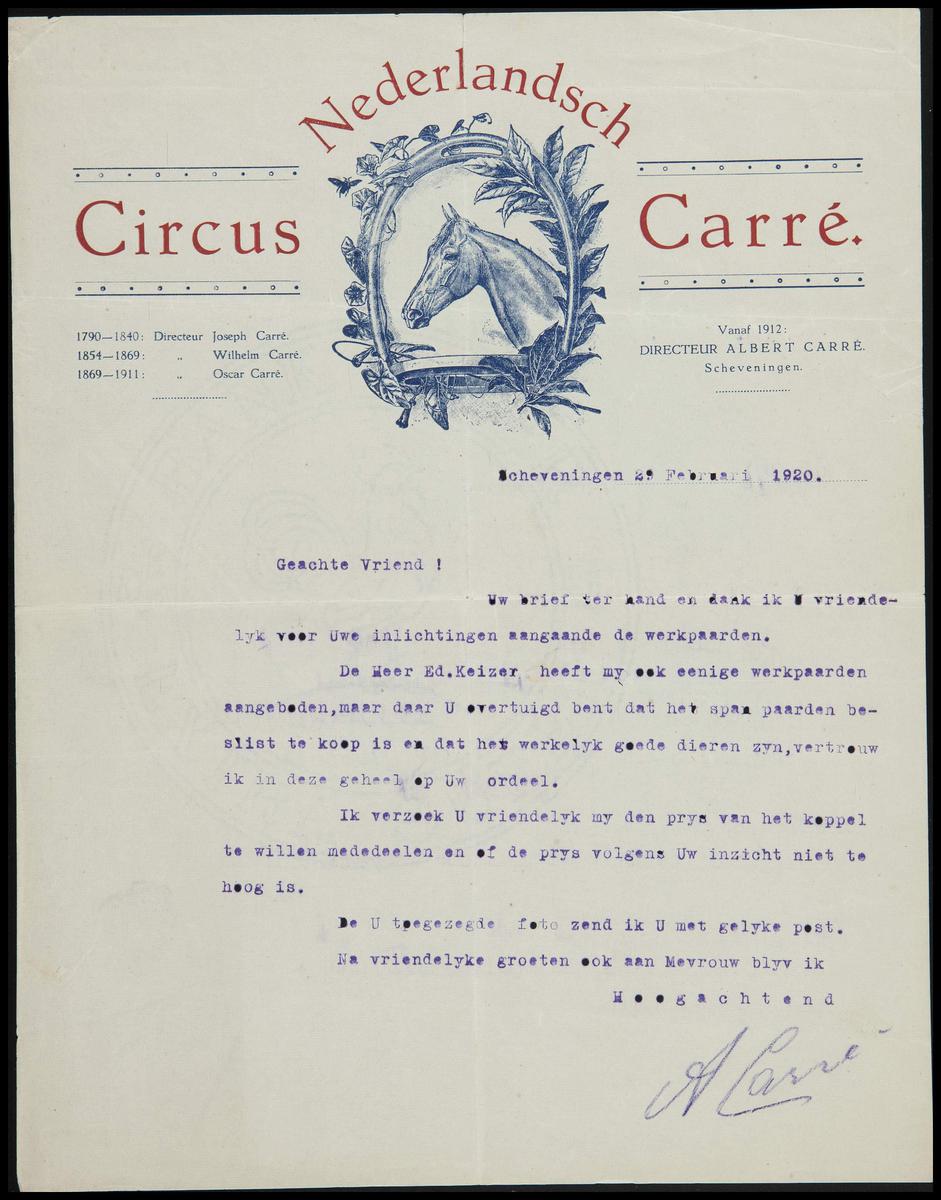 Nederlandsch
Circus Carré.
1790—1840: Directeur Joseph Carré.
1854—1869: „ Wilhelm Carré.
1869—1911: „ Oscar Carré.
Vanaf 1912:
DIRECTEUR ALBERT CARRÉ.
Scheveningen.
Scheveningen 29 Februari 1920.
Geachte Vriend !
Uw brief ter hand en dank ik U vriende-
lyk voor Uwe inlichtingen aangaande de werkpaarden.
De Heer Ed.Keizer heeft my ook eenige werkpaarden
aangeboden,maar daar U overtuigd bent dat het span paarden be-
slist te koop is en dat het werkelyk goede dieren zyn,vertrouw
ik in deze geheel op Uw ordeel.
Ik verzoek U vriendelyk my den prys van het koppel
te willen mededeelen en of de prys volgens Uw inzicht niet te
hoog is.
De U toegezegde foto zend ik U met gelyke post.
Na vriendelyke groeten ook aan Mevrouw blyv ik
Hoogachtend
A Carré